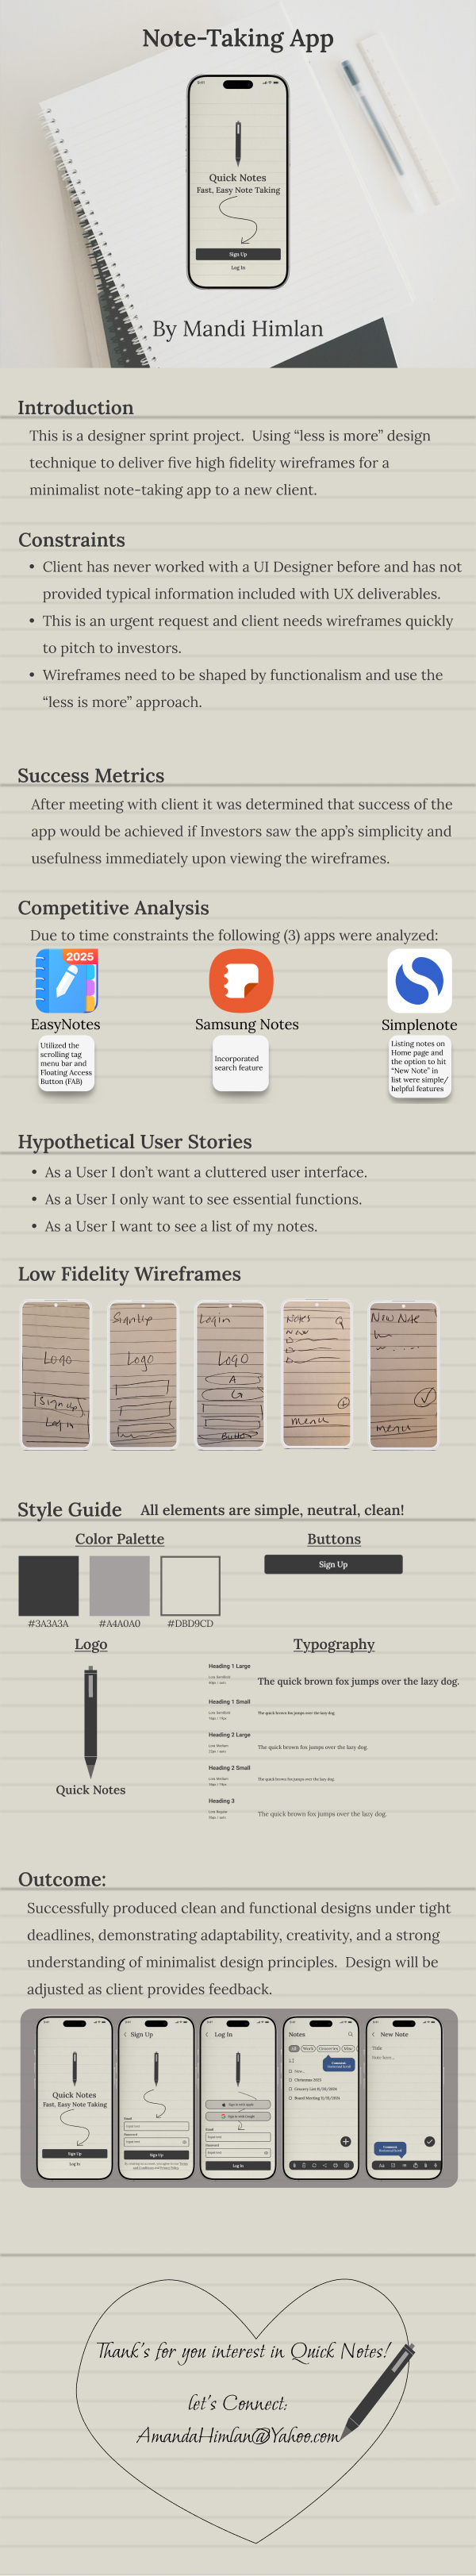 Note-Taking App
9:41
Quick Notes
Fast, Easy Note Taking
Sign Up
Log In
By Mandi Himlan
Introduction
This is a designer sprint project.  Using “less is more” design
technique to deliver five high fidelity wireframes for a
minimalist note-taking app to a new client.
Constraints
• Client has never worked with a UI Designer before and has not
provided typical information included with UX deliverables.
• This is an urgent request and client needs wireframes quickly
to pitch to investors.
• Wireframes need to be shaped by functionalism and use the
“less is more” approach.
Success Metrics
After meeting with client it was determined that success of the
app would be achieved if Investors saw the app’s simplicity and
usefulness immediately upon viewing the wireframes.
Competitive Analysis
Due to time constraints the following (3) apps were analyzed:
2025
EasyNotes
Samsung Notes
Simplenote
Utilized the
scrolling tag
menu bar and
Floating Access
Button (FAB)
Incorporated
search feature
Listing notes on
Home page and
the option to hit
“New Note” in
list were simple/
helpful features
Hypothetical User Stories
• As a User I don’t want a cluttered user interface.
• As a User I only want to see essential functions.
• As a User I want to see a list of my notes.
Low Fidelity Wireframes
Logo
Sign up
Log in
SignUp
Logo
Login
LOGO
A
G
Button
Notes
New
menu
New Note
menu
Style Guide
All elements are simple, neutral, clean!
Color Palette
Buttons
Sign Up
#3A3A3A
#A4A0A0
#DBD9CD
Logo
Typography
Quick Notes
Heading 1 Large
The quick brown fox jumps over the lazy dog.
Heading 1 Small
The quick brown fox jumps over the lazy dog.
Heading 2 Large
The quick brown fox jumps over the lazy dog.
Heading 2 Small
The quick brown fox jumps over the lazy dog.
Heading 3
The quick brown fox jumps over the lazy dog.
Outcome:
Successfully produced clean and functional designs under tight
deadlines, demonstrating adaptability, creativity, and a strong
understanding of minimalist design principles.  Design will be
adjusted as client provides feedback.
Quick Notes
Fast, Easy Note Taking
Sign Up
Log In
Sign Up
Email
Password
Sign Up
Log In
Email
Password
Log In
Notes
All
Work
Groceries
Misc
New...
Christmas 2025
New Note
Title
Note here...
Thank’s for you interest in Quick Notes!
let’s Connect:
AmandaHimlan@Yahoo.com